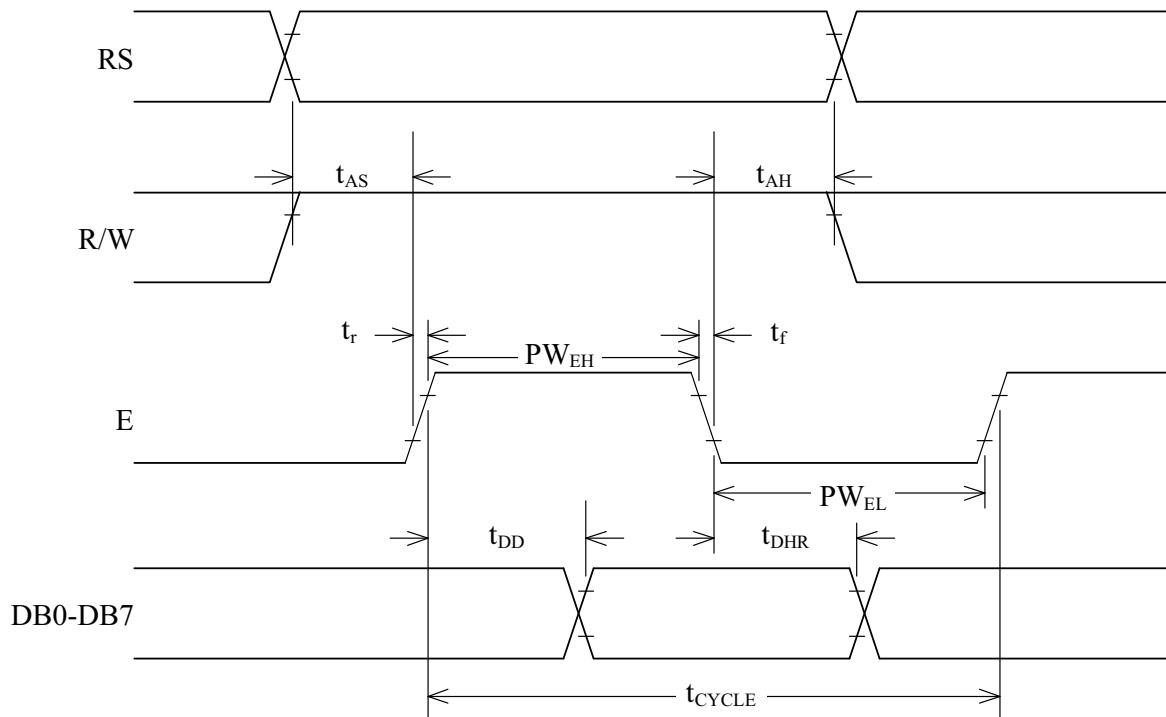 RS
tAS
tAH
R/W
tr
PWEH
tf
E
PWEL
tDD
tDHR
DB0-DB7
tCYCLE